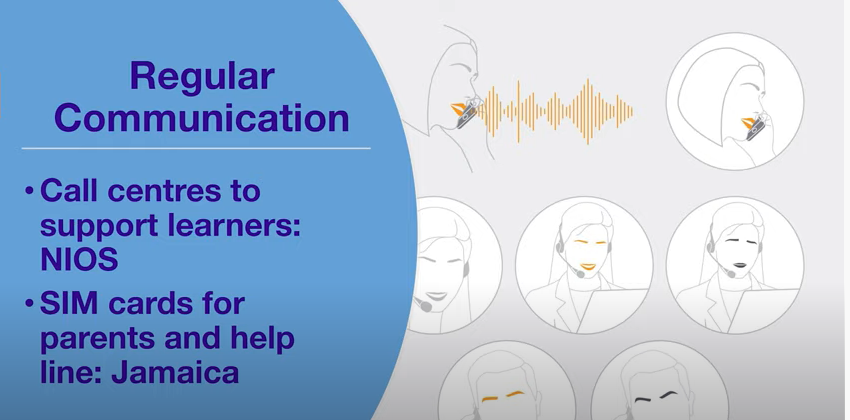 Regular
Communication
• Call centres to
support learners:
NIOS
• SIM cards for
parents and help
line: Jamaica